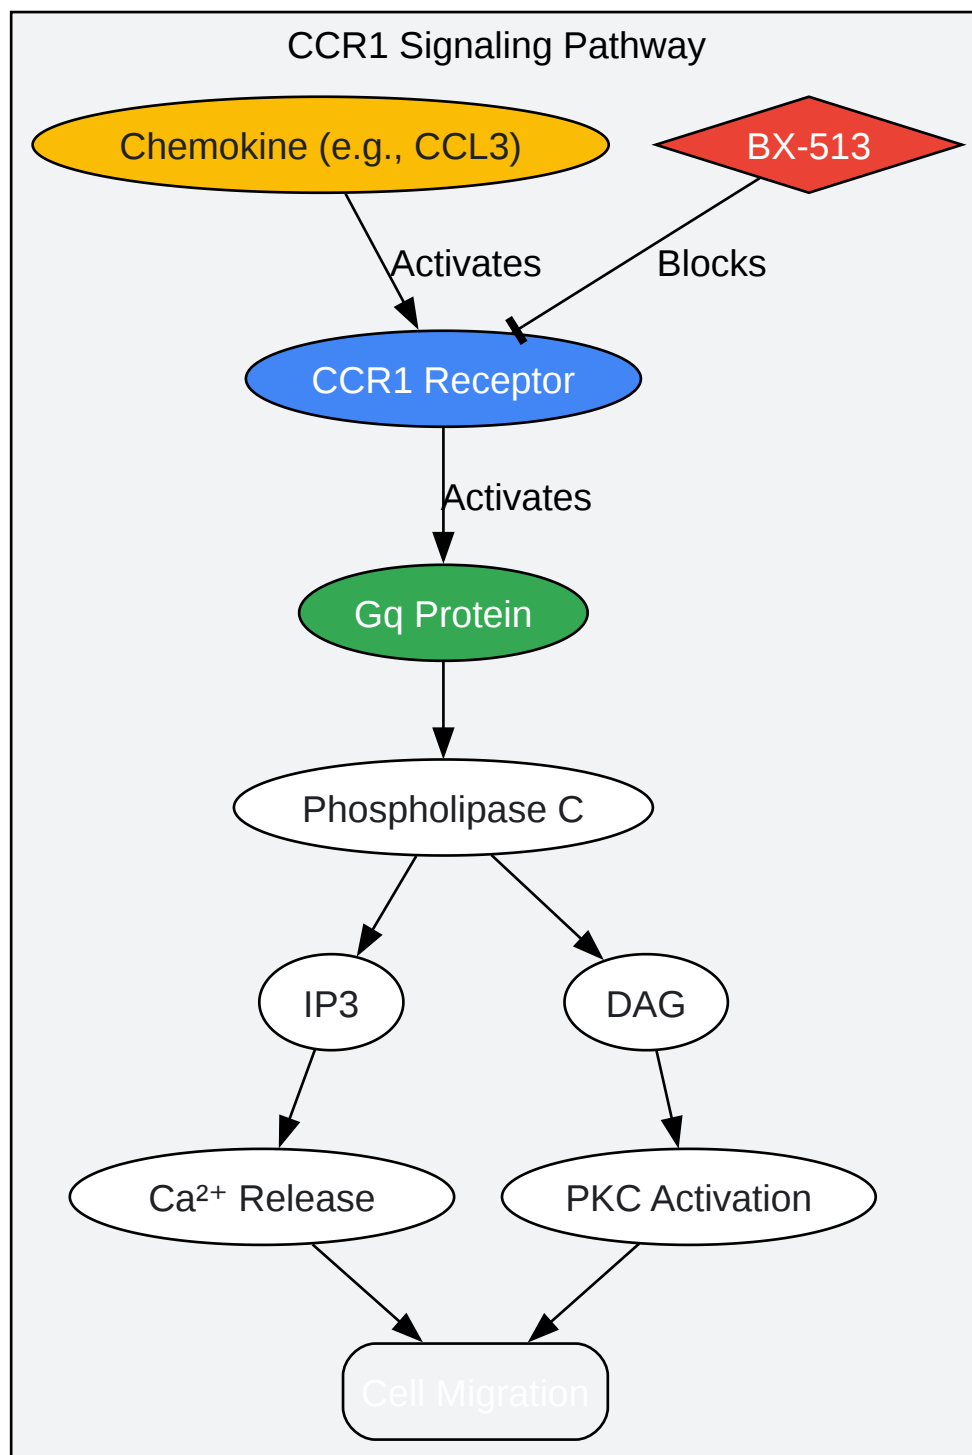 CCR1 Signaling Pathway
Chemokine (e.g., CCL3)
BX-513
Activates
Blocks
CCR1 Receptor
Activates
Gq Protein
Phospholipase C
IP3
DAG
Ca²⁺ Release
PKC Activation
Cell Migration